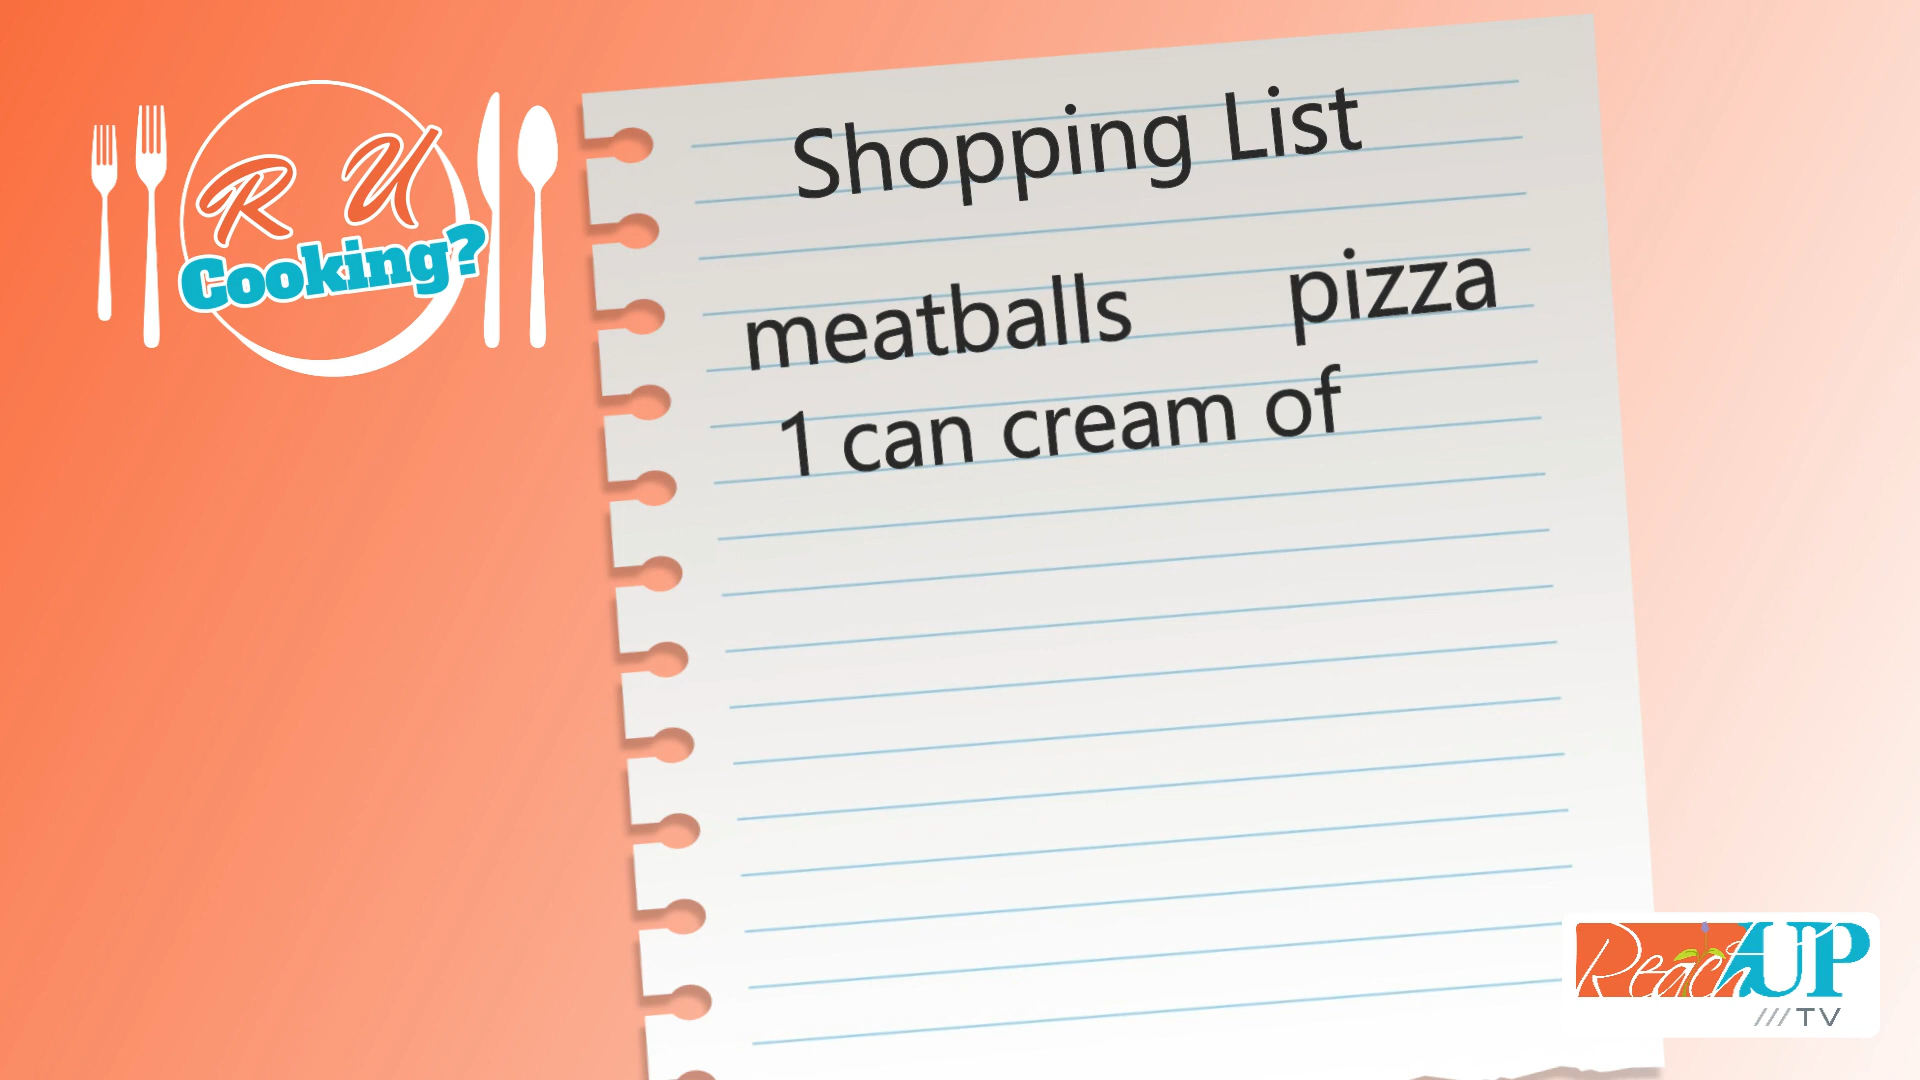 R U
Cooking?
Shopping List
meatballs pizza
1 can cream of
Reach UP
///TV